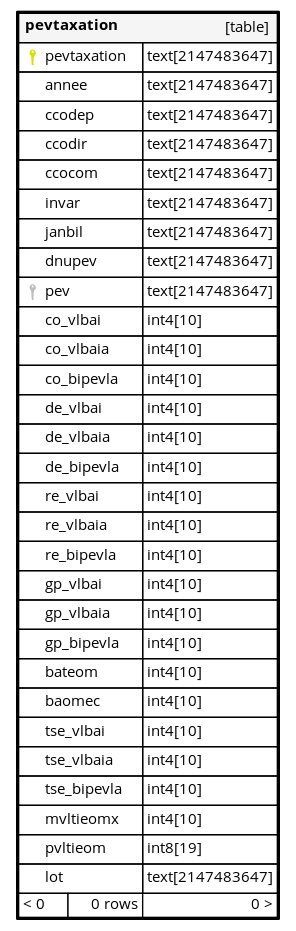 pevtaxation [table]
pevtaxation text[2147483647]
annee text[2147483647]
ccodep text[2147483647]
ccodir text[2147483647]
ccocom text[2147483647]
invar text[2147483647]
janbil text[2147483647]
dnupev text[2147483647]
pev text[2147483647]
co_vlbai int4[10]
co_vlbaia int4[10]
co_bipevla int4[10]
de_vlbai int4[10]
de_vlbaia int4[10]
de_bipevla int4[10]
re_vlbai int4[10]
re_vlbaia int4[10]
re_bipevla int4[10]
gp_vlbai int4[10]
gp_vlbaia int4[10]
gp_bipevla int4[10]
bateom int4[10]
baomec int4[10]
tse_vlbai int4[10]
tse_vlbaia int4[10]
tse_bipevla int4[10]
mvltieomx int4[10]
pvltieom int8[19]
lot text[2147483647]
< 0 0 rows 0 >